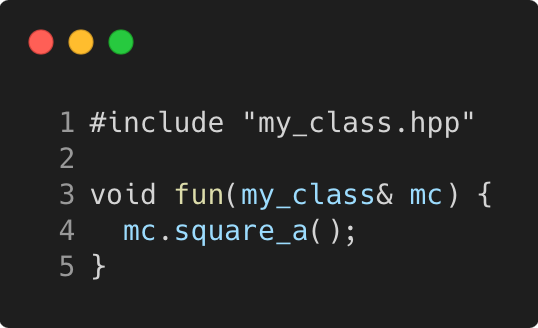 1 #include "my_class.hpp"
2
3 void fun(my_class& mc) {
4   mc.square_a();
5 }